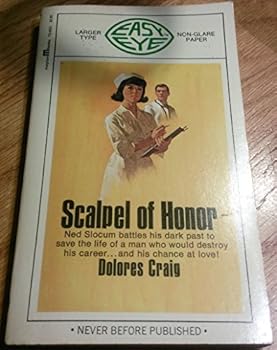 EASY
EYE
LARGER
TYPE
NON-GLARE
PAPER
Scalpel of Honor
Ned Slocum battles his dark past to
save the life of a man who would destroy
his career...and his chance at love!
Dolores Craig
• NEVER BEFORE PUBLISHED •